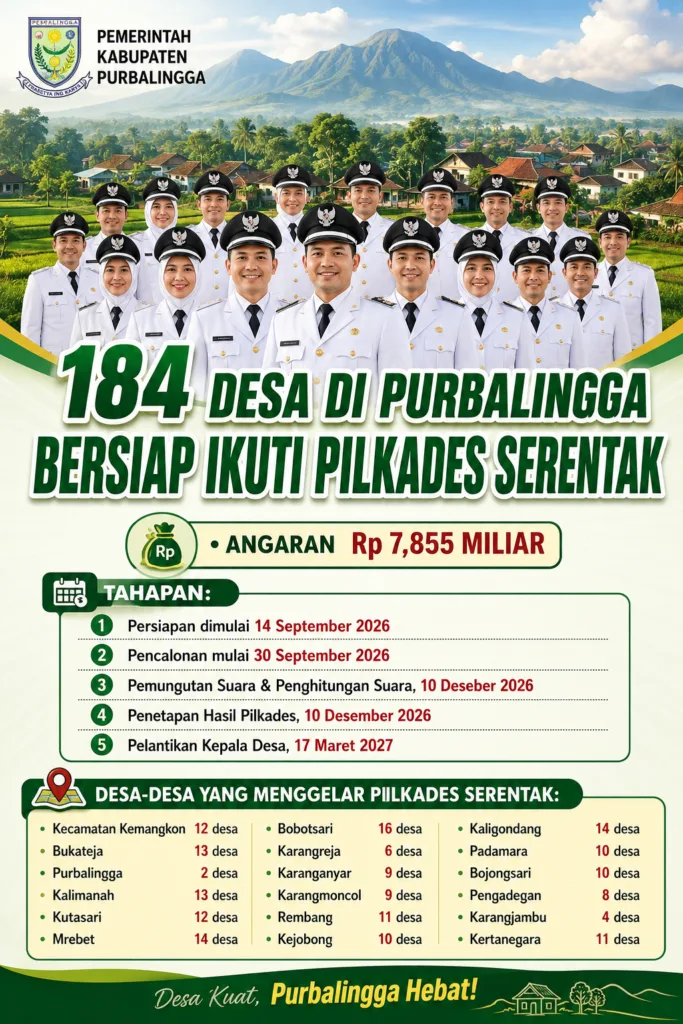 PURBALINGGA
PEMERINTAH
KABUPATEN
PURBALINGGA
184 DESA DI PURBALINGGA
BERSIAP IKUTI PILKADES SERENTAK
Rp
• ANGARAN Rp 7,855 MILIAR
TAHAPAN:
1 Persiapan dimulai 14 September 2026
2 Pencalonan mulai 30 September 2026
3 Pemungutan Suara & Penghitungan Suara, 10 Deseber 2026
4 Penetapan Hasil Pilkades, 10 Desember 2026
5 Pelantikan Kepala Desa, 17 Maret 2027
DESA-DESA YANG MENGGELAR PIILKADES SERENTAK:
• Kecamatan Kemangkon 12 desa
• Bukateja 13 desa
• Purbalingga 2 desa
• Kalimanah 13 desa
• Kutasari 12 desa
• Mrebet 14 desa
• Bobotsari 16 desa
• Karangreja 6 desa
• Karanganyar 9 desa
• Karangmoncol 9 desa
• Rembang 11 desa
• Kejobong 10 desa
• Kaligondang 14 desa
• Padamara 10 desa
• Bojongsari 10 desa
• Pengadegan 8 desa
• Karangjambu 4 desa
• Kertanegara 11 desa
Desa Kuat, Purbalingga Hebat!